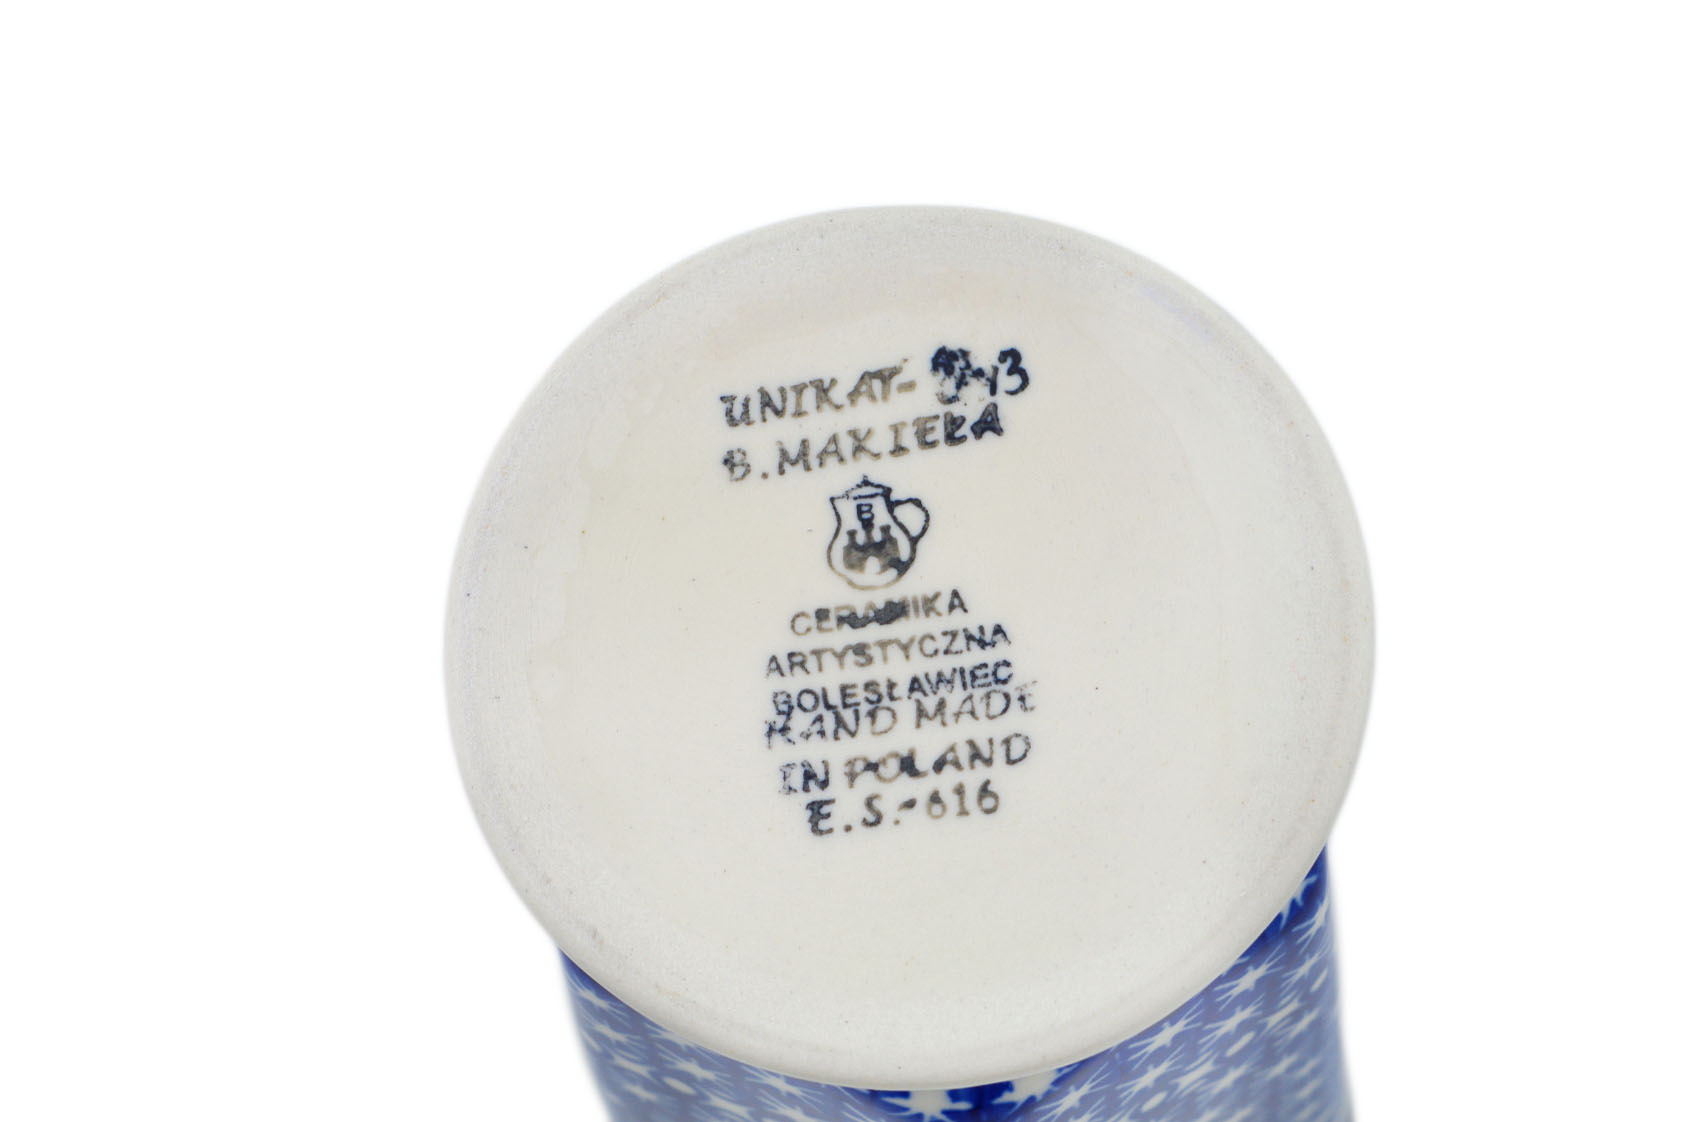 UNIKAT-
B. MAKIEŁA
B
CERAMIKA
ARTYSTYCZNA
BOLESŁAWIEC
HAND MADE
IN POLAND
E.S.-616